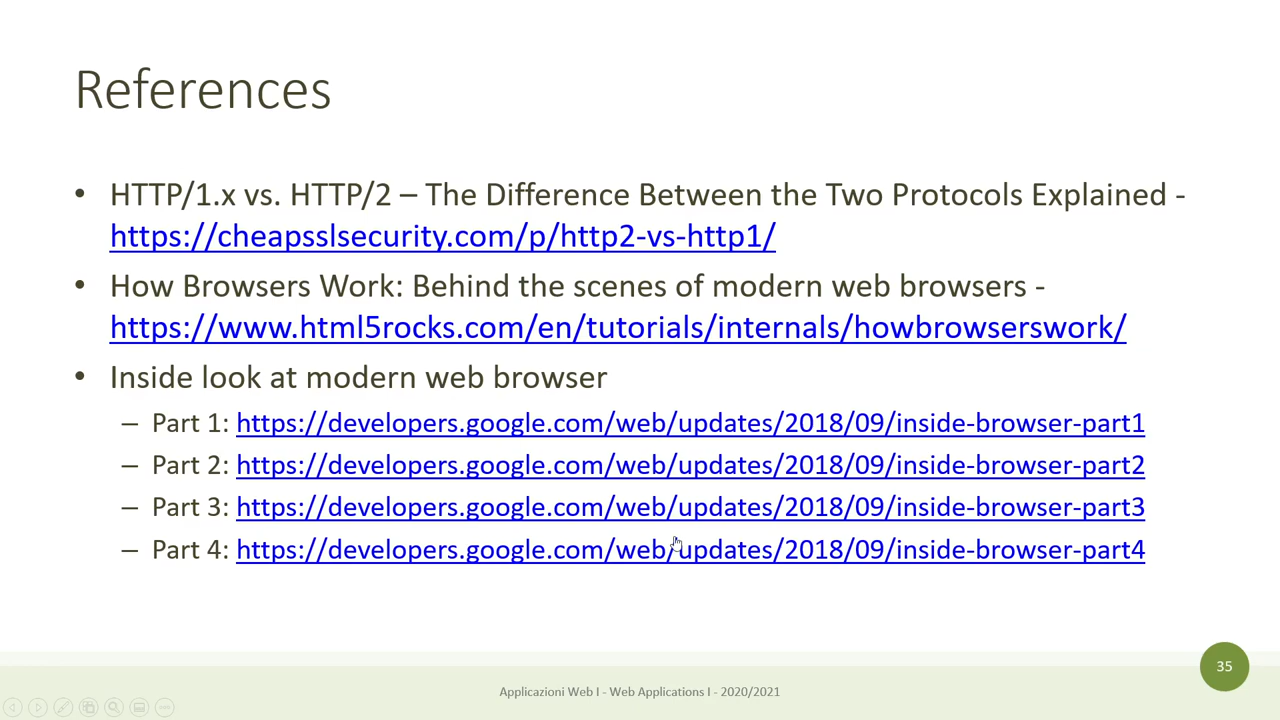 References
• HTTP/1.x vs. HTTP/2 – The Difference Between the Two Protocols Explained -
https://cheapsslsecurity.com/p/http2-vs-http1/
• How Browsers Work: Behind the scenes of modern web browsers -
https://www.html5rocks.com/en/tutorials/internals/howbrowserswork/
• Inside look at modern web browser
– Part 1: https://developers.google.com/web/updates/2018/09/inside-browser-part1
– Part 2: https://developers.google.com/web/updates/2018/09/inside-browser-part2
– Part 3: https://developers.google.com/web/updates/2018/09/inside-browser-part3
– Part 4: https://developers.google.com/web/updates/2018/09/inside-browser-part4
35
Applicazioni Web I - Web Applications I - 2020/2021